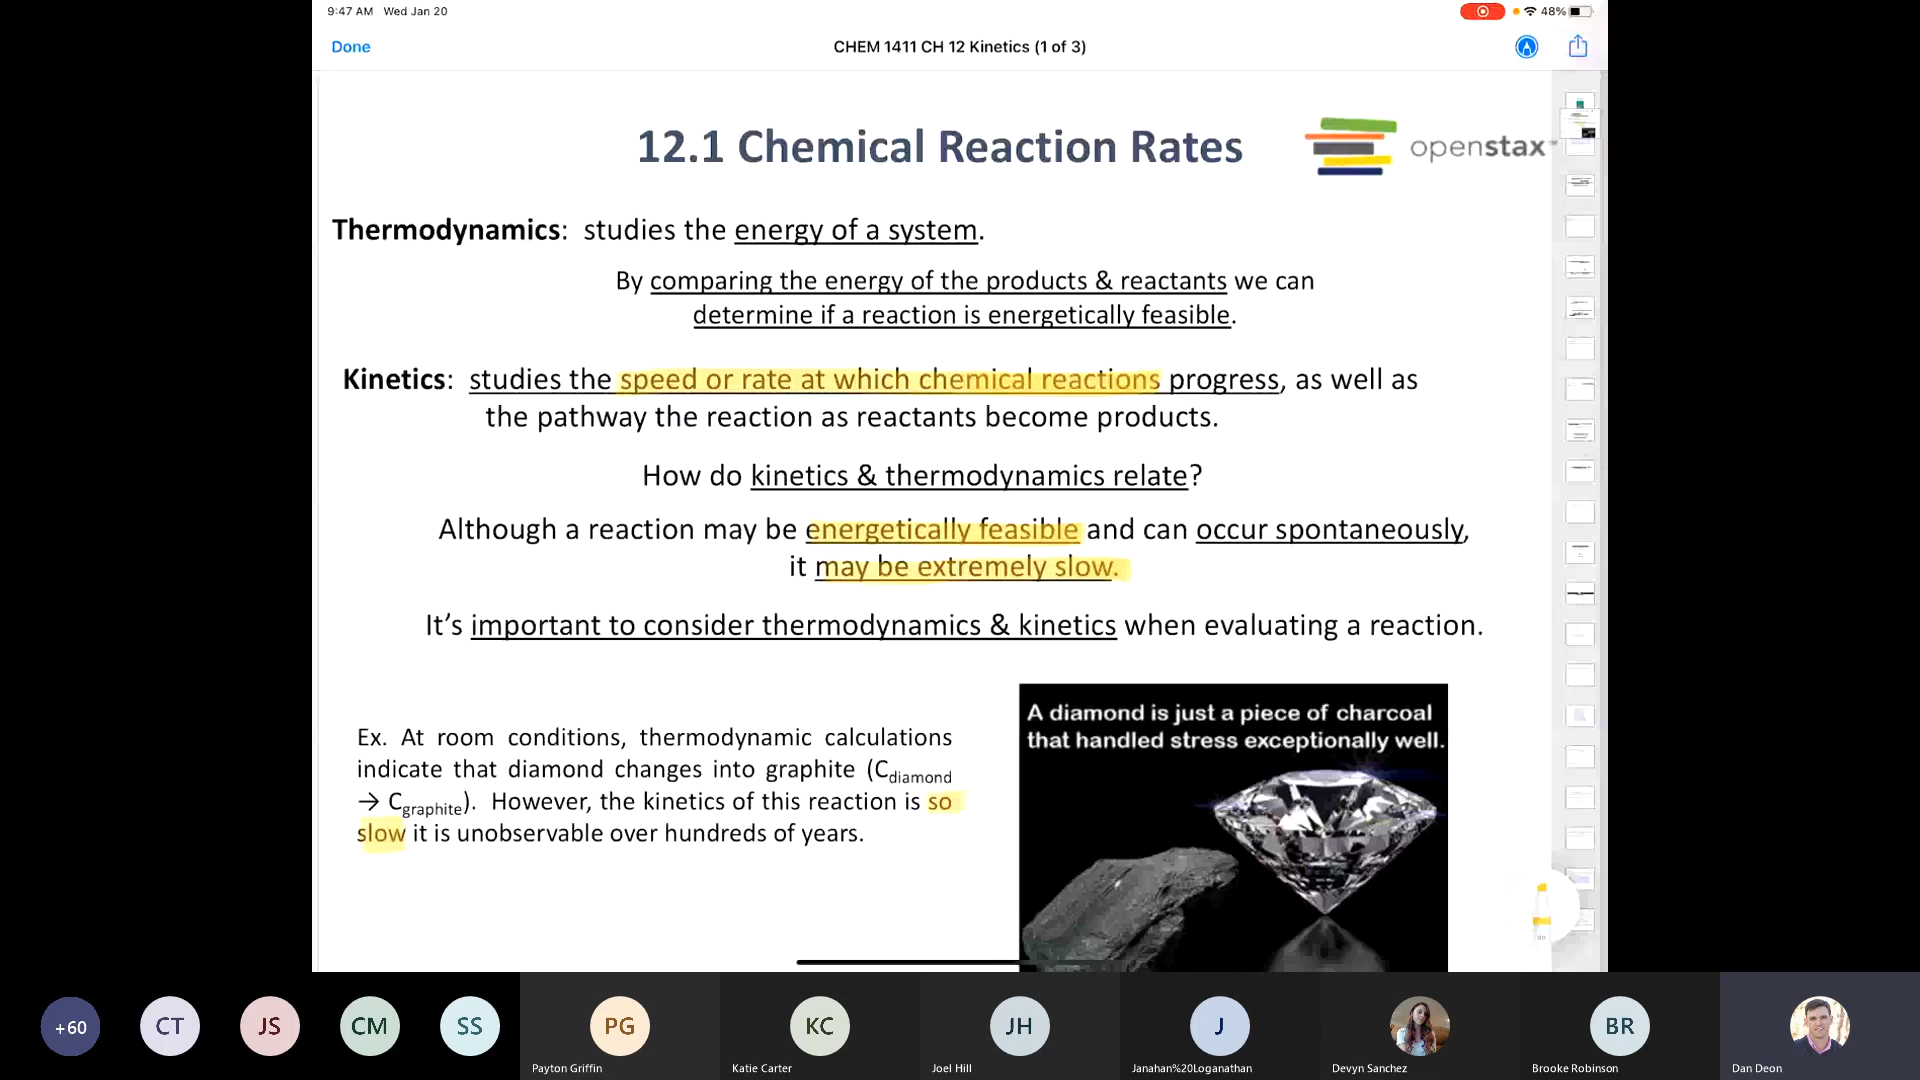 9:47 AM Wed Jan 20
48%
Done
CHEM 1411 CH 12 Kinetics (1 of 3)
12.1 Chemical Reaction Rates
openstax™
Thermodynamics: studies the energy of a system.
By comparing the energy of the products & reactants we can
determine if a reaction is energetically feasible.
Kinetics: studies the speed or rate at which chemical reactions progress, as well as
the pathway the reaction as reactants become products.
How do kinetics & thermodynamics relate?
Although a reaction may be energetically feasible and can occur spontaneously,
it may be extremely slow.
It’s important to consider thermodynamics & kinetics when evaluating a reaction.
Ex. At room conditions, thermodynamic calculations
indicate that diamond changes into graphite (Cdiamond
→ Cgraphite). However, the kinetics of this reaction is so
slow it is unobservable over hundreds of years.
A diamond is just a piece of charcoal
that handled stress exceptionally well.
+60
CT
JS
CM
SS
PG
KC
JH
J
BR
Payton Griffin
Katie Carter
Joel Hill
Janahan%20Loganathan
Devyn Sanchez
Brooke Robinson
Dan Deon